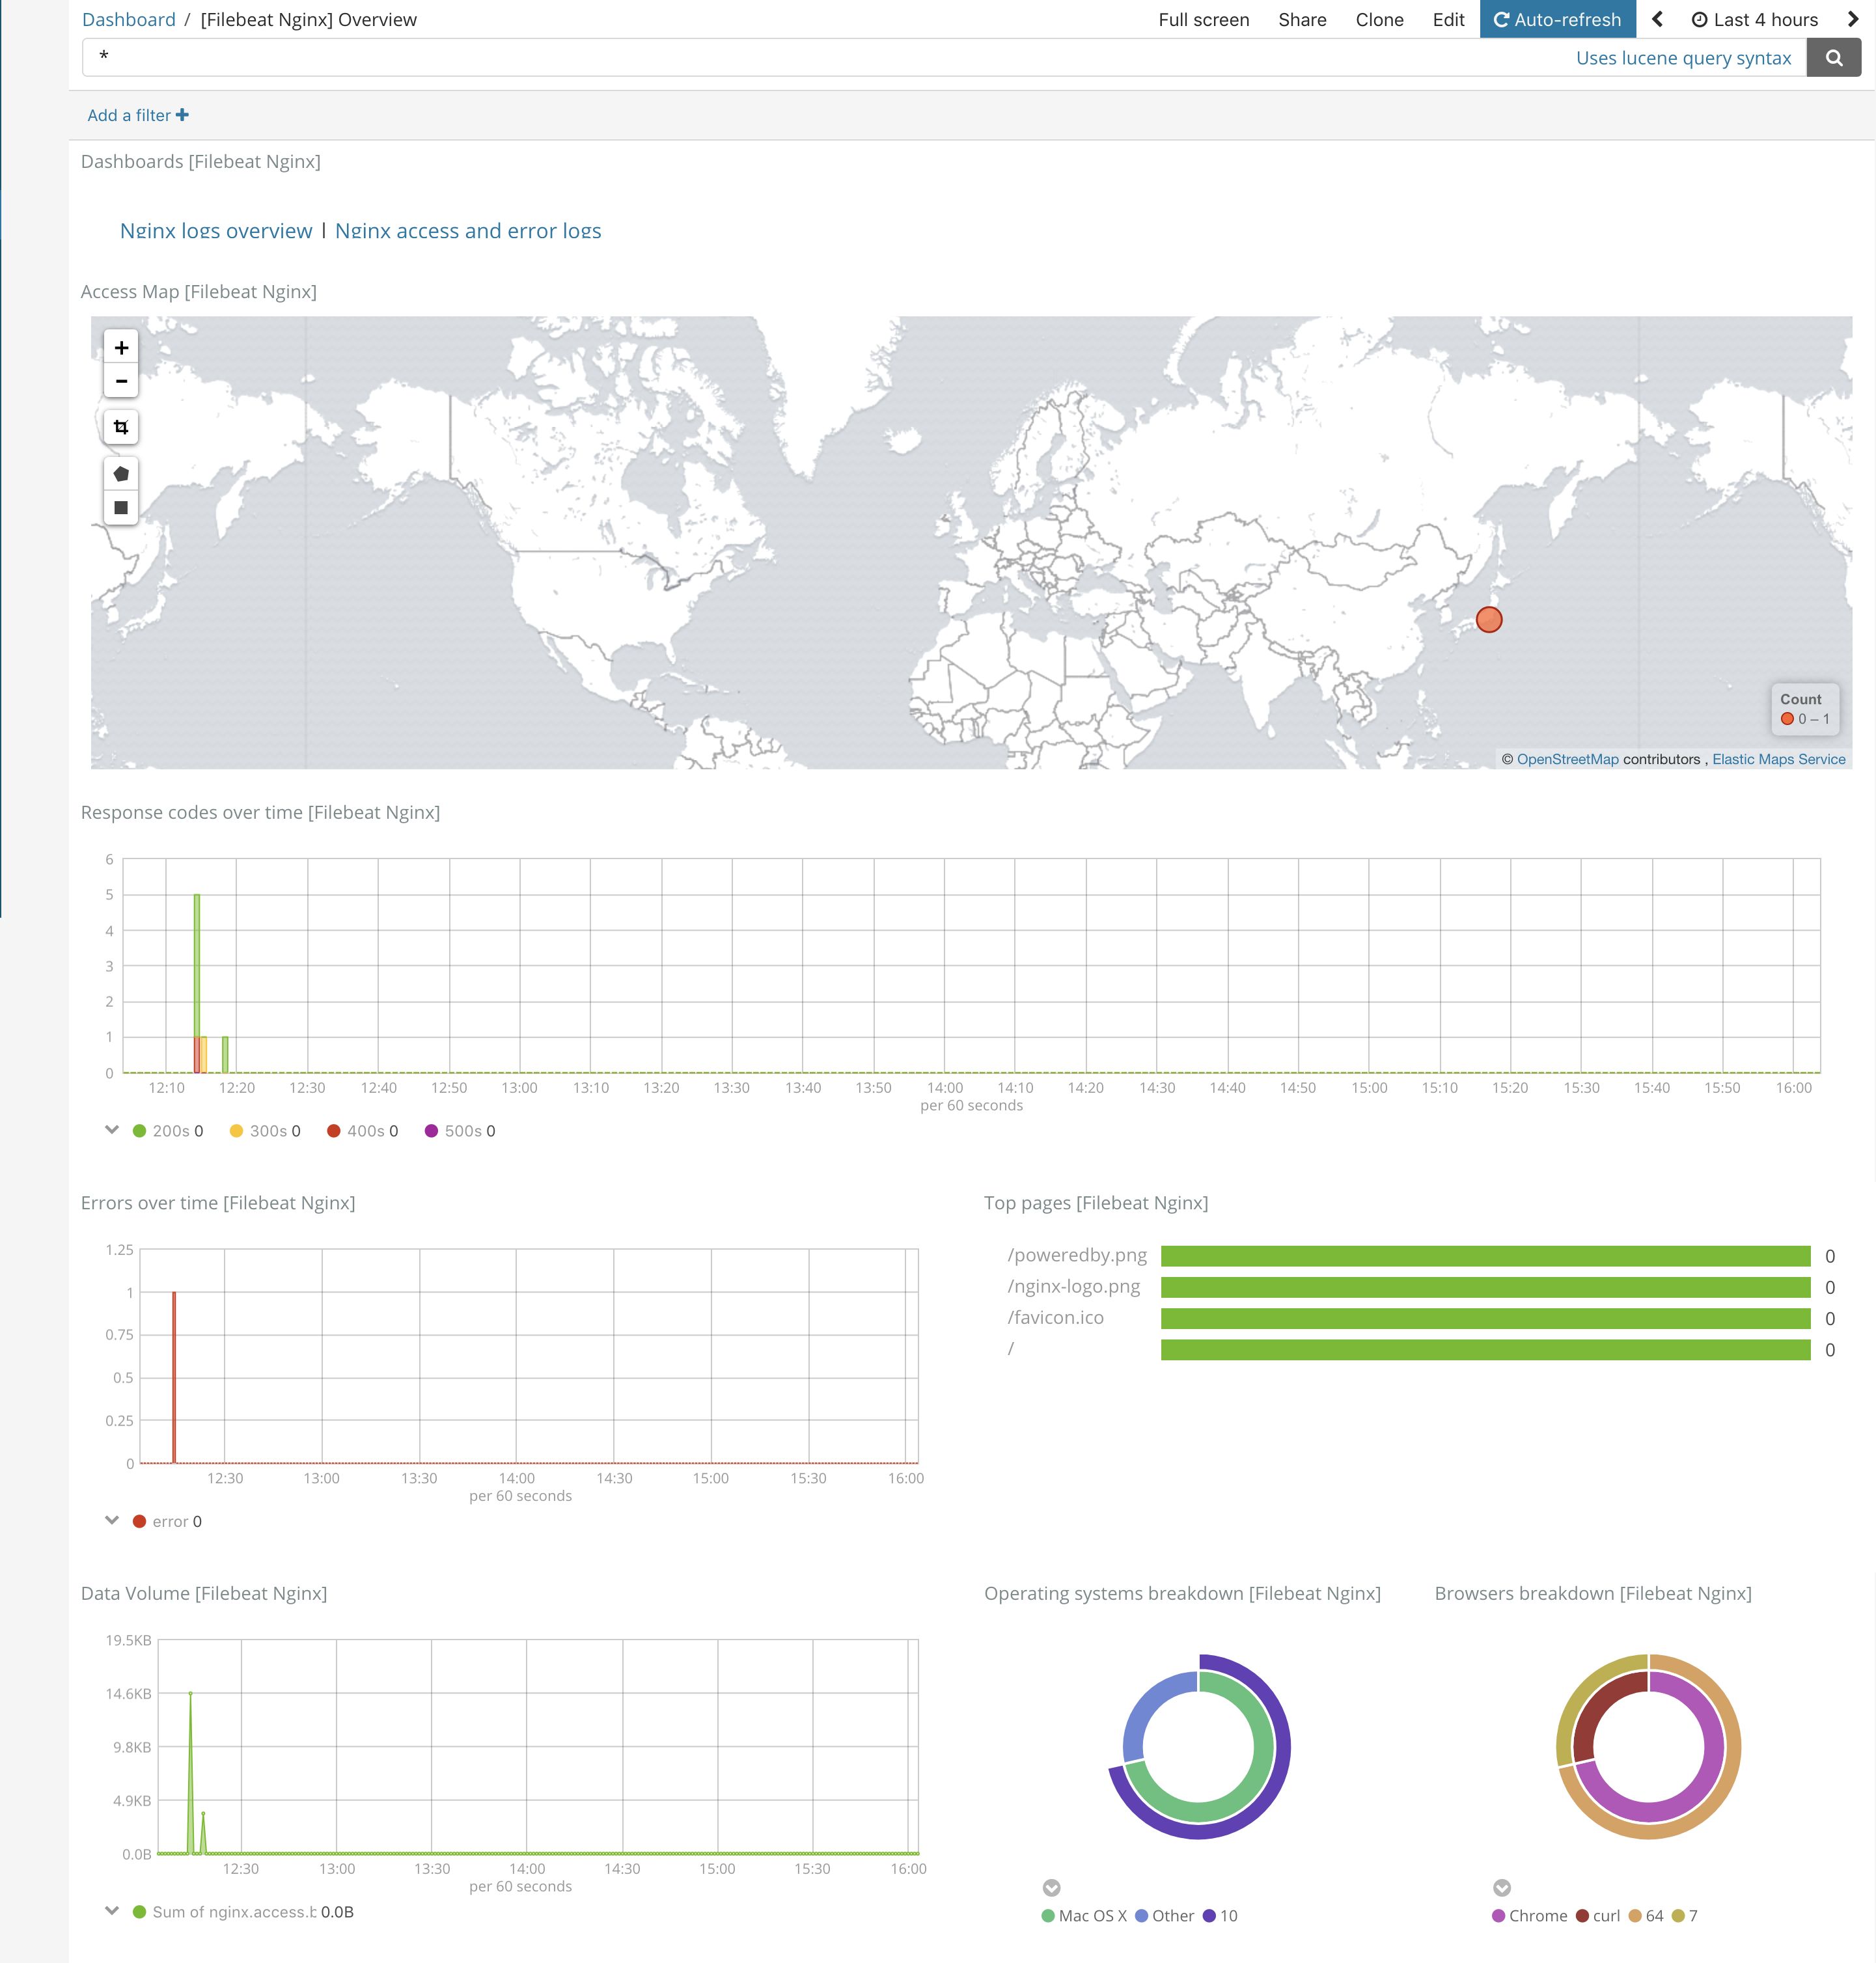 Dashboard / [Filebeat Nginx] Overview Full screen Share Clone Edit Auto-refresh Last 4 hours
* Uses lucene query syntax
Add a filter +
Dashboards [Filebeat Nginx]
Nginx logs overview | Nginx access and error logs
Access Map [Filebeat Nginx]
+
−
Count
0 – 1
© OpenStreetMap contributors , Elastic Maps Service
Response codes over time [Filebeat Nginx]
6
5
4
3
2
1
0
12:10 12:20 12:30 12:40 12:50 13:00 13:10 13:20 13:30 13:40 13:50 14:00 14:10 14:20 14:30 14:40 14:50 15:00 15:10 15:20 15:30 15:40 15:50 16:00
per 60 seconds
200s 0 300s 0 400s 0 500s 0
Errors over time [Filebeat Nginx]
1.25
1
0.75
0.5
0.25
0
12:30 13:00 13:30 14:00 14:30 15:00 15:30 16:00
per 60 seconds
error 0
Top pages [Filebeat Nginx]
/poweredby.png 0
/nginx-logo.png 0
/favicon.ico 0
/ 0
Data Volume [Filebeat Nginx]
19.5KB
14.6KB
9.8KB
4.9KB
0.0B
12:30 13:00 13:30 14:00 14:30 15:00 15:30 16:00
per 60 seconds
Sum of nginx.access.b 0.0B
Operating systems breakdown [Filebeat Nginx]
Mac OS X Other 10
Browsers breakdown [Filebeat Nginx]
Chrome curl 64 7